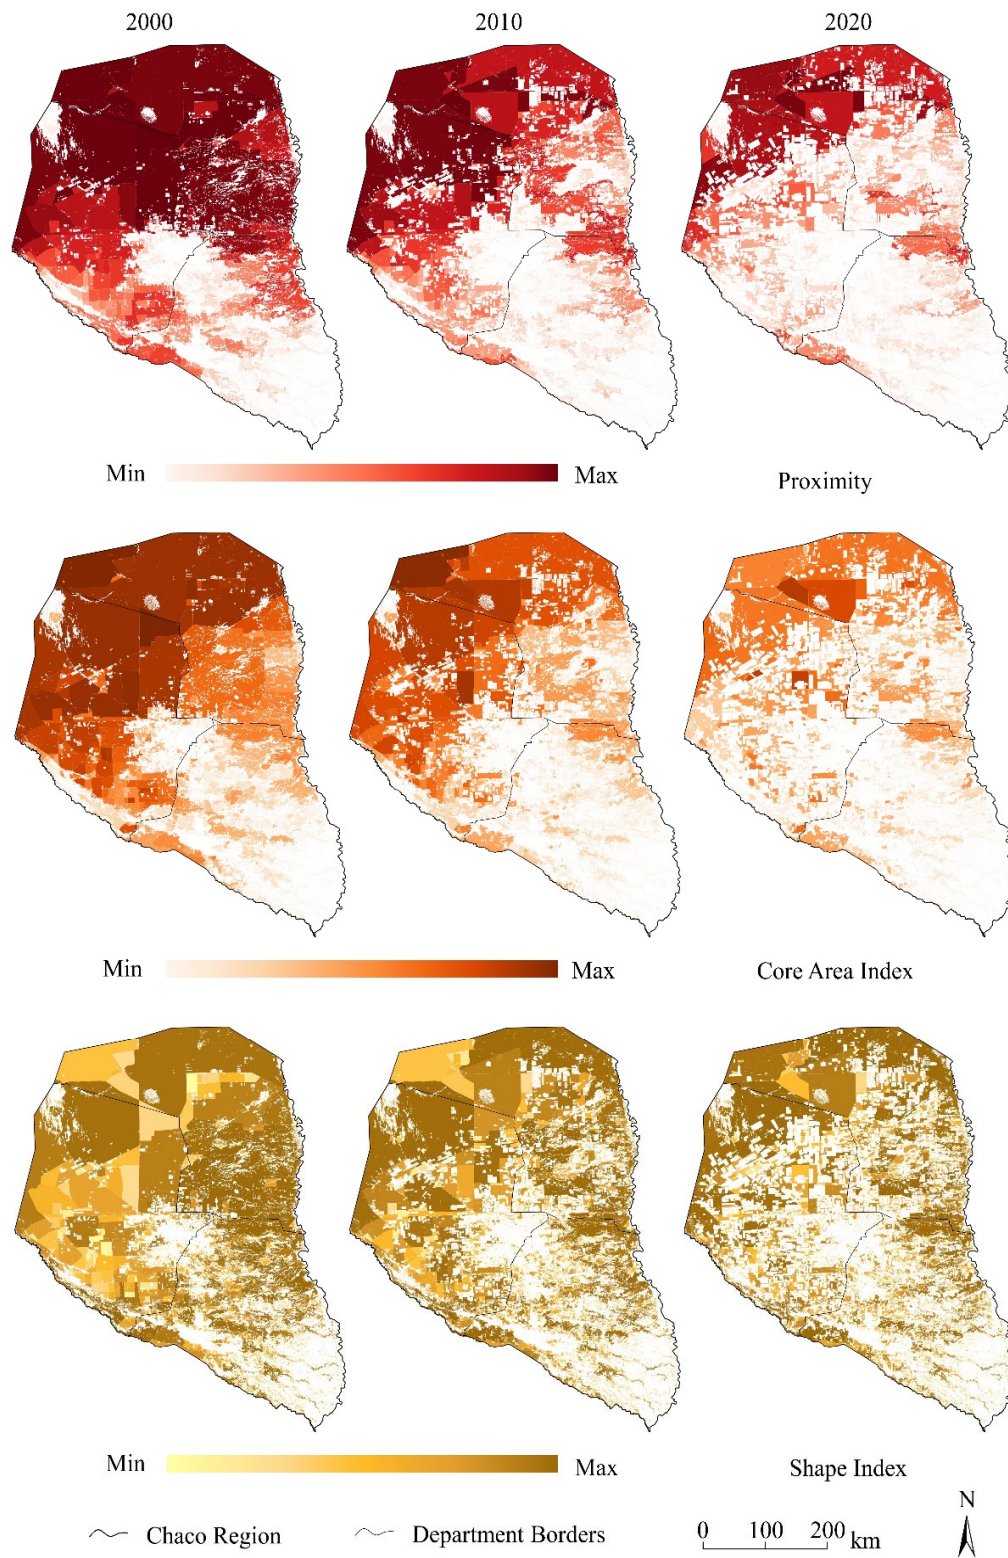 2000 2010 2020
Min Max Proximity
Min Max Core Area Index
Min Max Shape Index
N
Chaco Region Department Borders 0 100 200 km